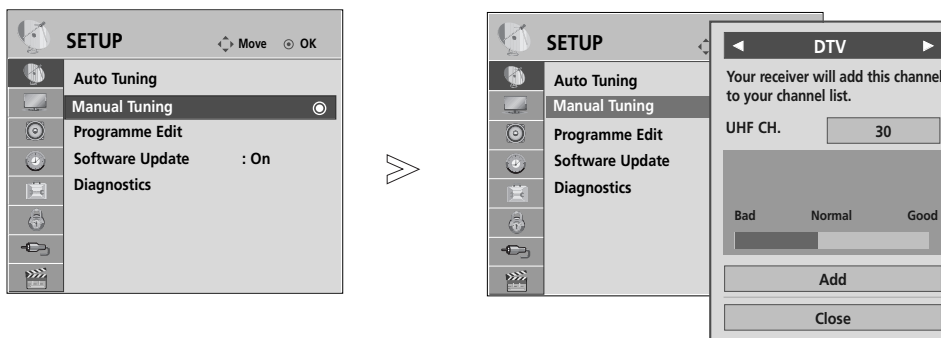 SETUP
Move OK
Auto Tuning
Manual Tuning
Programme Edit
Software Update : On
Diagnostics
SETUP
Auto Tuning
Manual Tuning
Programme Edit
Software Update
Diagnostics
DTV
Your receiver will add this channel
to your channel list.
UHF CH. 30
Bad Normal Good
Add
Close